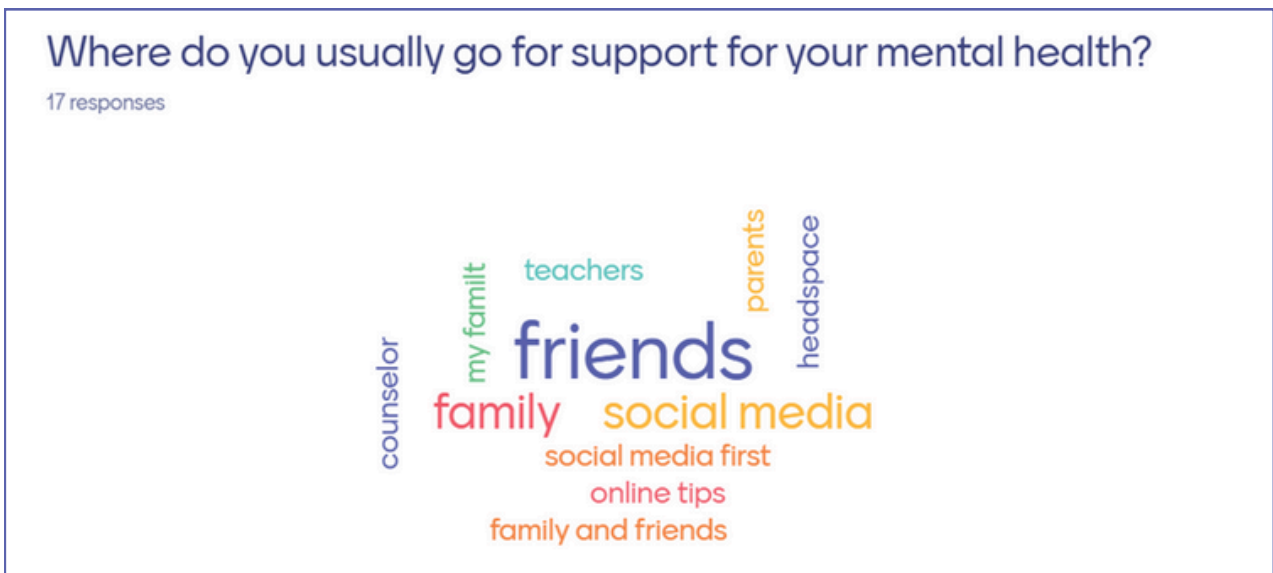 Where do you usually go for support for your mental health?
17 responses
parents
headspace
teachers
my familt
friends
counselor
family
social media
social media first
online tips
family and friends